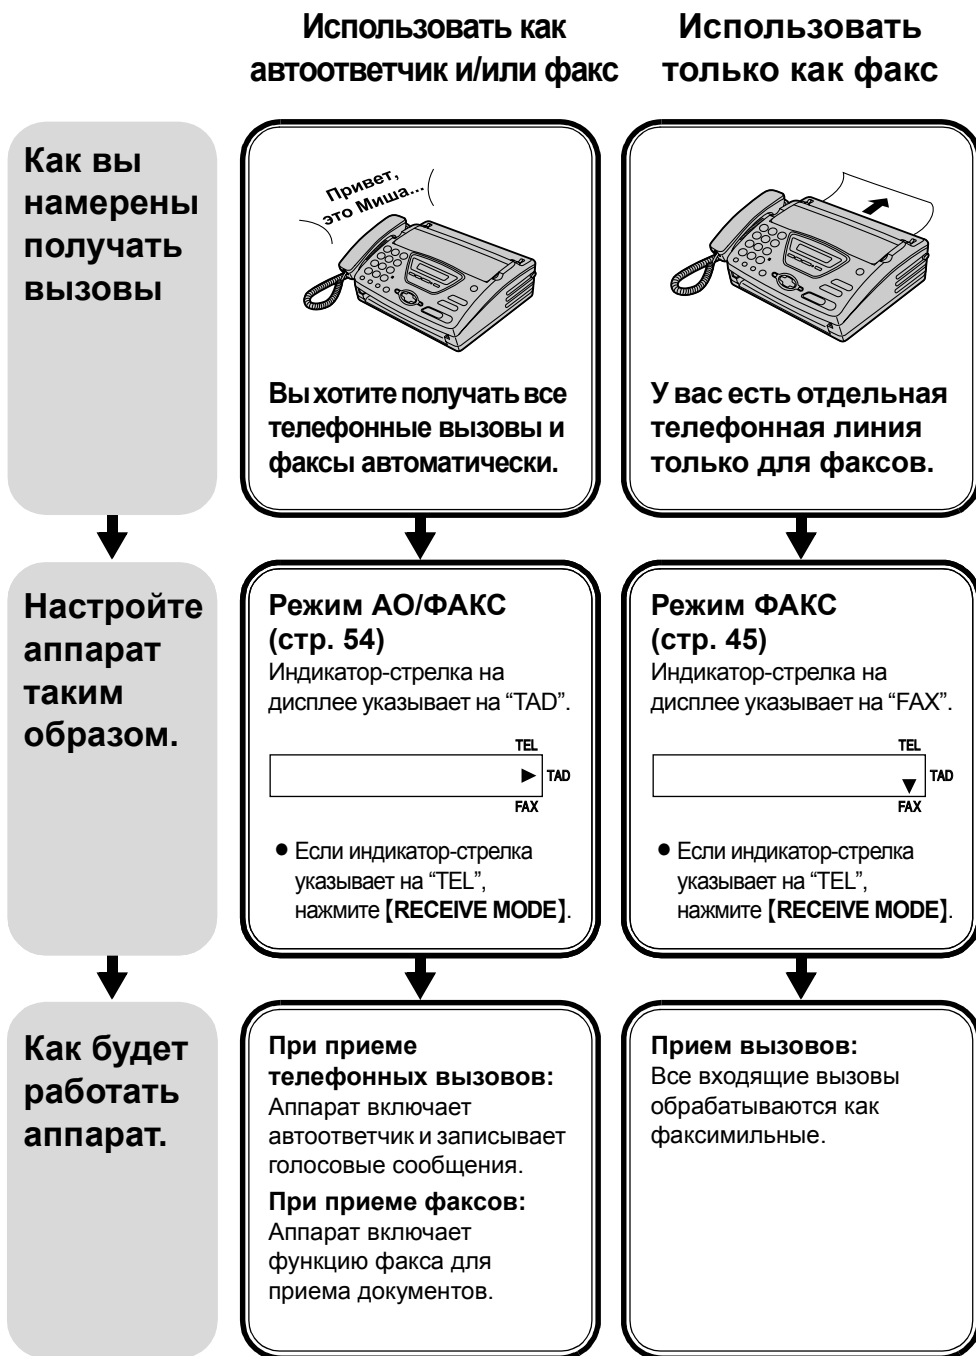 Использовать как
автоответчик и/или факс
Использовать
только как факс
Как вы
намерены
получать
вызовы
Привет,
это Миша...
Вы хотите получать все
телефонные вызовы и
факсы автоматически.
У вас есть отдельная
телефонная линия
только для факсов.
Настройте
аппарат
таким
образом.
Режим АО/ФАКС
(стр. 54)
Индикатор-стрелка на
дисплее указывает на “TAD”.
TEL
TAD
FAX
● Если индикатор-стрелка
указывает на “TEL”,
нажмите【RECEIVE MODE】.
Режим ФАКС
(стр. 45)
Индикатор-стрелка на
дисплее указывает на “FAX”.
TEL
TAD
FAX
● Если индикатор-стрелка
указывает на “TEL”,
нажмите【RECEIVE MODE】.
Как будет
работать
аппарат.
При приеме
телефонных вызовов:
Аппарат включает
автоответчик и записывает
голосовые сообщения.
При приеме факсов:
Аппарат включает
функцию факса для
приема документов.
Прием вызовов:
Все входящие вызовы
обрабатываются как
факсимильные.